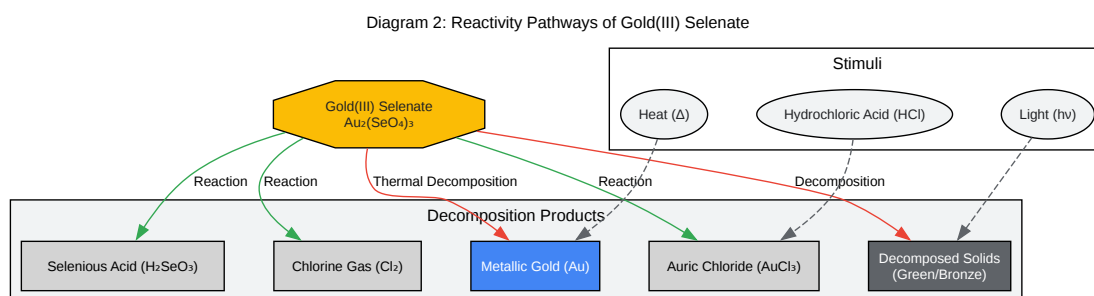 Diagram 2: Reactivity Pathways of Gold(III) Selenate
Stimuli
Gold(III) Selenate
Au₂(SeO₄)₃
Heat (Δ)
Hydrochloric Acid (HCl)
Light (hν)
Reaction
Reaction
Thermal Decomposition
Reaction
Decomposition
Decomposition Products
Selenious Acid (H₂SeO₃)
Chlorine Gas (Cl₂)
Metallic Gold (Au)
Auric Chloride (AuCl₃)
Decomposed Solids
(Green/Bronze)